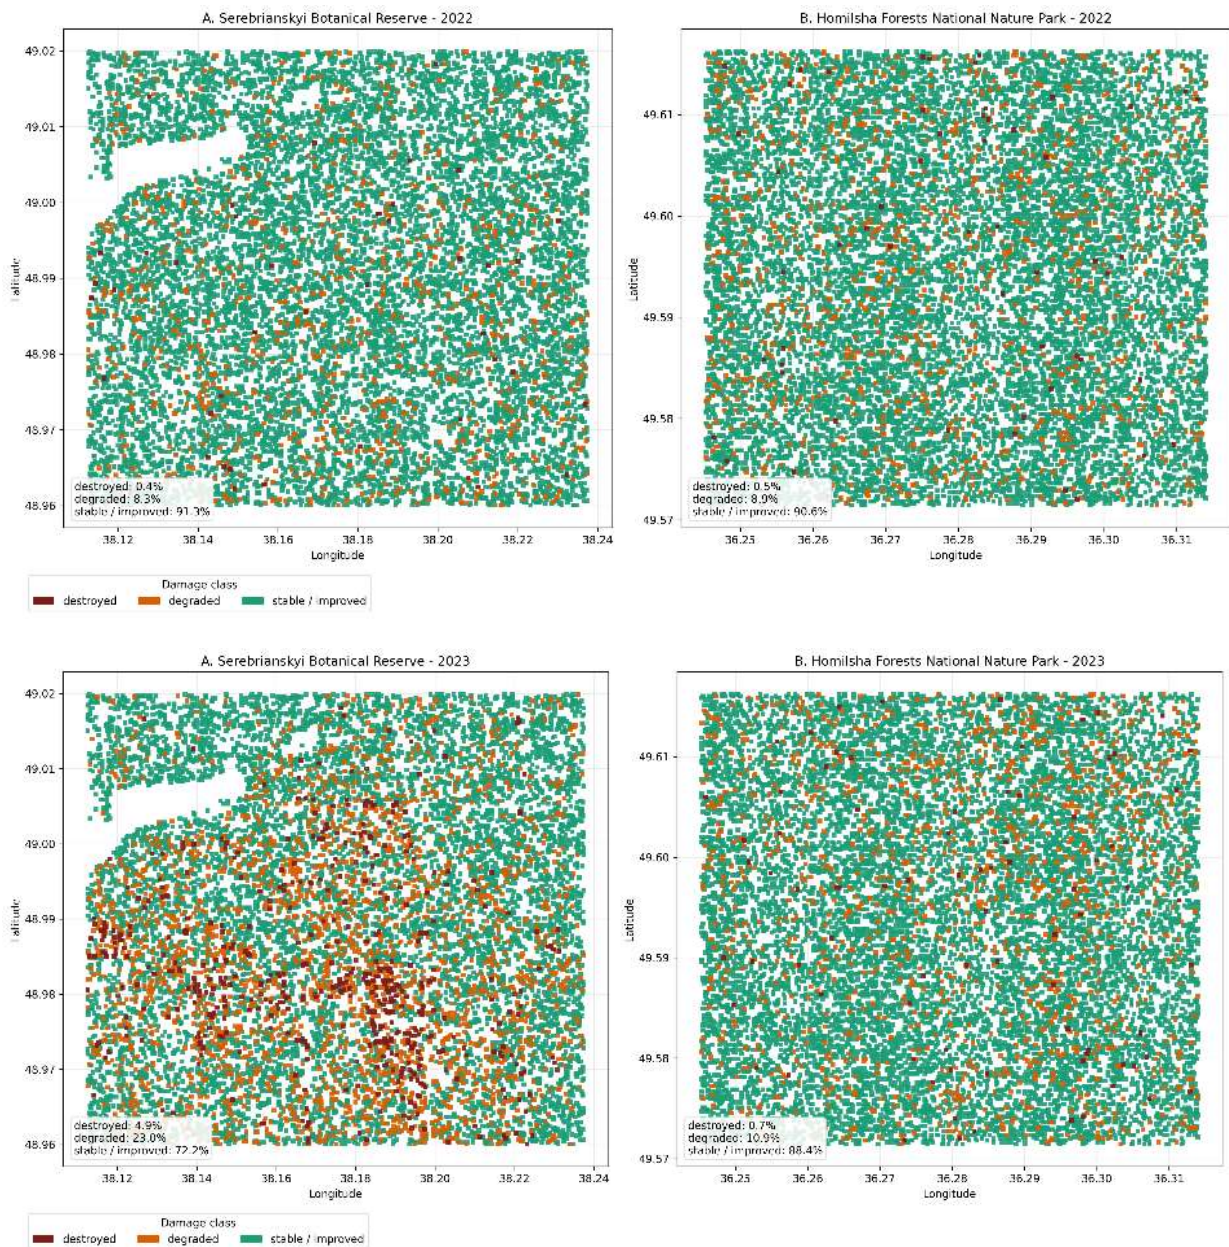 A. Serebrianskyi Botanical Reserve - 2022
49.02
49.01
49.00
48.99
48.98
48.97
48.96
Latitude
destroyed: 0.4%
degraded: 8.3%
stable / improved: 91.3%
38.12 38.14 38.16 38.18 38.20 38.22 38.24
Longitude
Damage class
destroyed degraded stable / improved
B. Homilsha Forests National Nature Park - 2022
49.61
49.60
49.59
49.58
49.57
Latitude
destroyed: 0.5%
degraded: 8.9%
stable / improved: 90.6%
36.25 36.26 36.27 36.28 36.29 36.30 36.31
Longitude
A. Serebrianskyi Botanical Reserve - 2023
49.02
49.01
49.00
48.99
48.98
48.97
48.96
Latitude
destroyed: 4.9%
degraded: 23.0%
stable / improved: 72.2%
38.12 38.14 38.16 38.18 38.20 38.22 38.24
Longitude
Damage class
destroyed degraded stable / improved
B. Homilsha Forests National Nature Park - 2023
49.61
49.60
49.59
49.58
49.57
Latitude
destroyed: 0.7%
degraded: 10.9%
stable / improved: 88.4%
36.25 36.26 36.27 36.28 36.29 36.30 36.31
Longitude